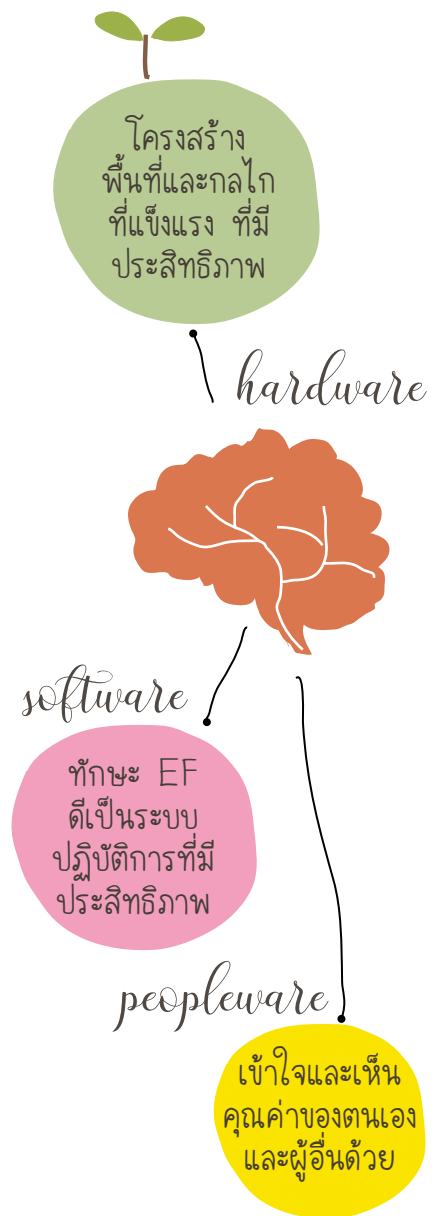 โครงสร้าง
พื้นที่และกลไก
ที่แข็งแรง ที่มี
ประสิทธิภาพ
hardware
software
ทักษะ EF
ดีเป็นระบบ
ปฏิบัติการที่มี
ประสิทธิภาพ
peopleware
เข้าใจและเห็น
คุณค่าของตนเอง
และผู้อื่นด้วย